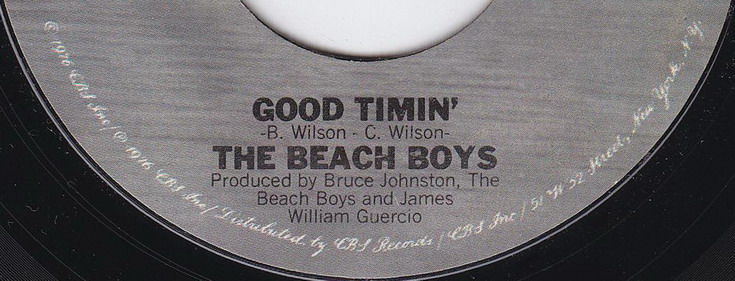 GOOD TIMIN'
-B. Wilson - C. Wilson-
THE BEACH BOYS
Produced by Bruce Johnston, The
Beach Boys and James
William Guercio
© 1976 CBS Inc/ ℗ 1976 CBS Inc/ Distributed by CBS Records/ CBS Inc/ 51 W 52 Street, New York, N.Y.